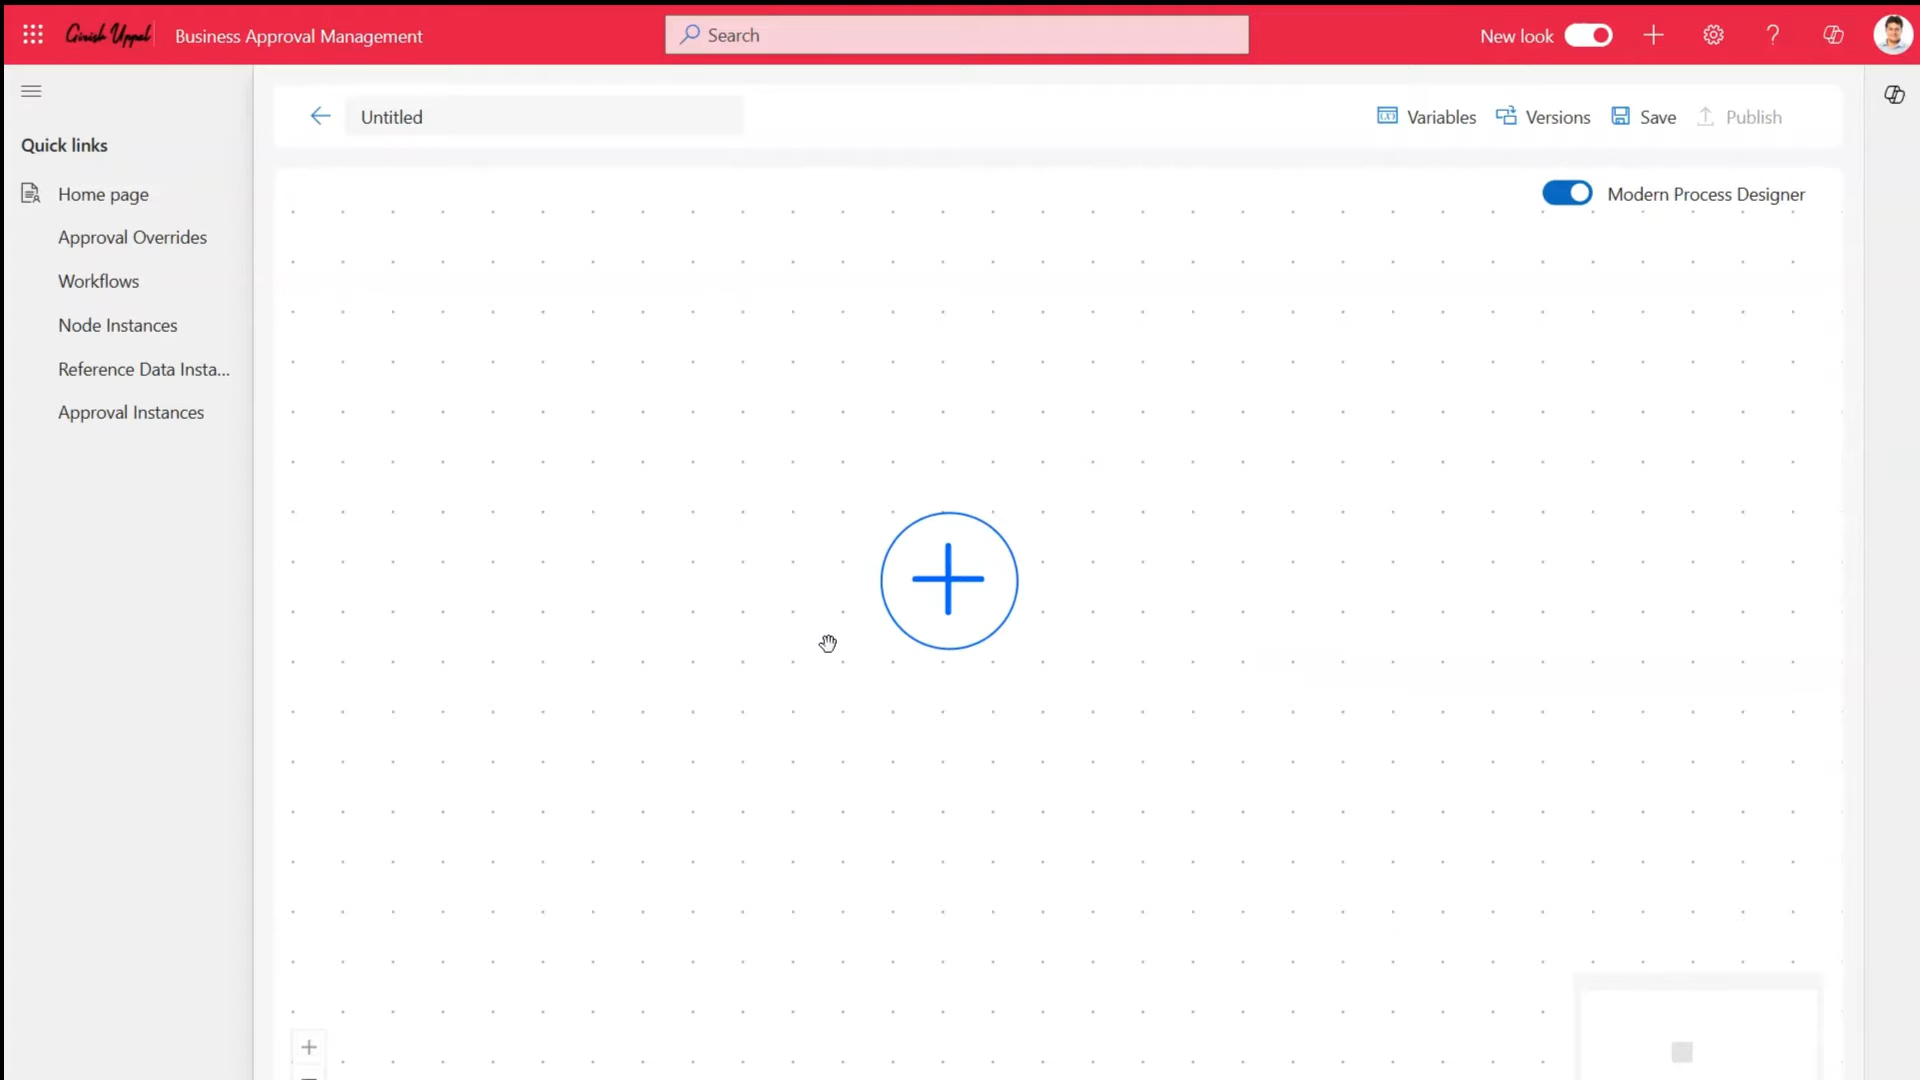 Girish Uppal
Business Approval Management
Search
New look
Quick links
Home page
Approval Overrides
Workflows
Node Instances
Reference Data Insta...
Approval Instances
Untitled
Variables
Versions
Save
Publish
Modern Process Designer